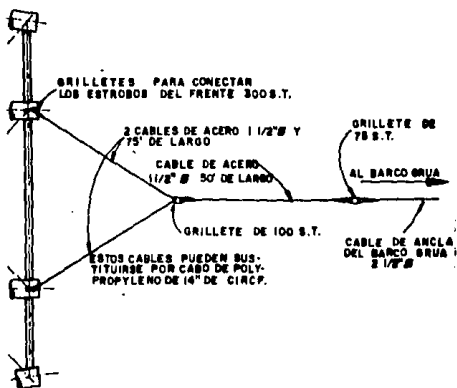 GRILLETES PARA CONECTAR
LOS ESTROBOS DEL FRENTE 300 S.T.
2 CABLES DE ACERO 1 1/2"Ø Y
75' DE LARGO
GRILLETE DE
75 S.T.
CABLE DE ACERO
1 1/2"Ø 50' DE LARGO
AL BARCO GRUA
GRILLETE DE 100 S.T.
CABLE DE ANCLA
DEL BARCO GRUA
2 1/2"Ø
ESTOS CABLES PUEDEN SUS-
TITUIRSE POR CABO DE POLY-
PROPYLENO DE 14" DE CIRCF.